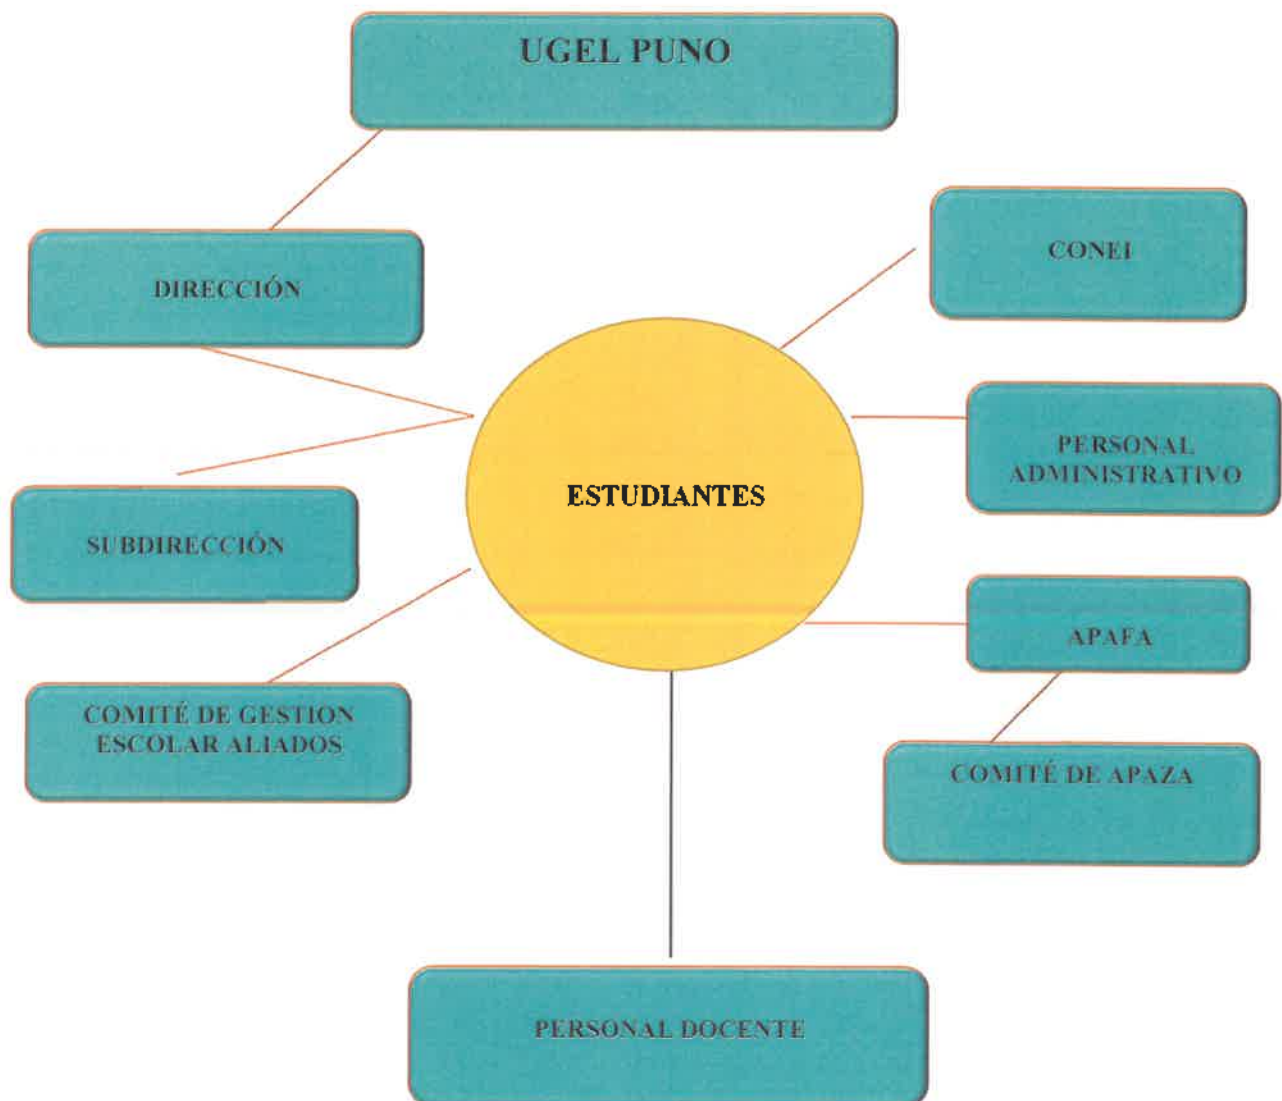 UGEL PUNO
DIRECCIÓN
CONEI
PERSONAL
ADMINISTRATIVO
ESTUDIANTES
SUBDIRECCIÓN
APAFA
COMITÉ DE GESTION
ESCOLAR ALIADOS
COMITÉ DE APAZA
PERSONAL DOCENTE